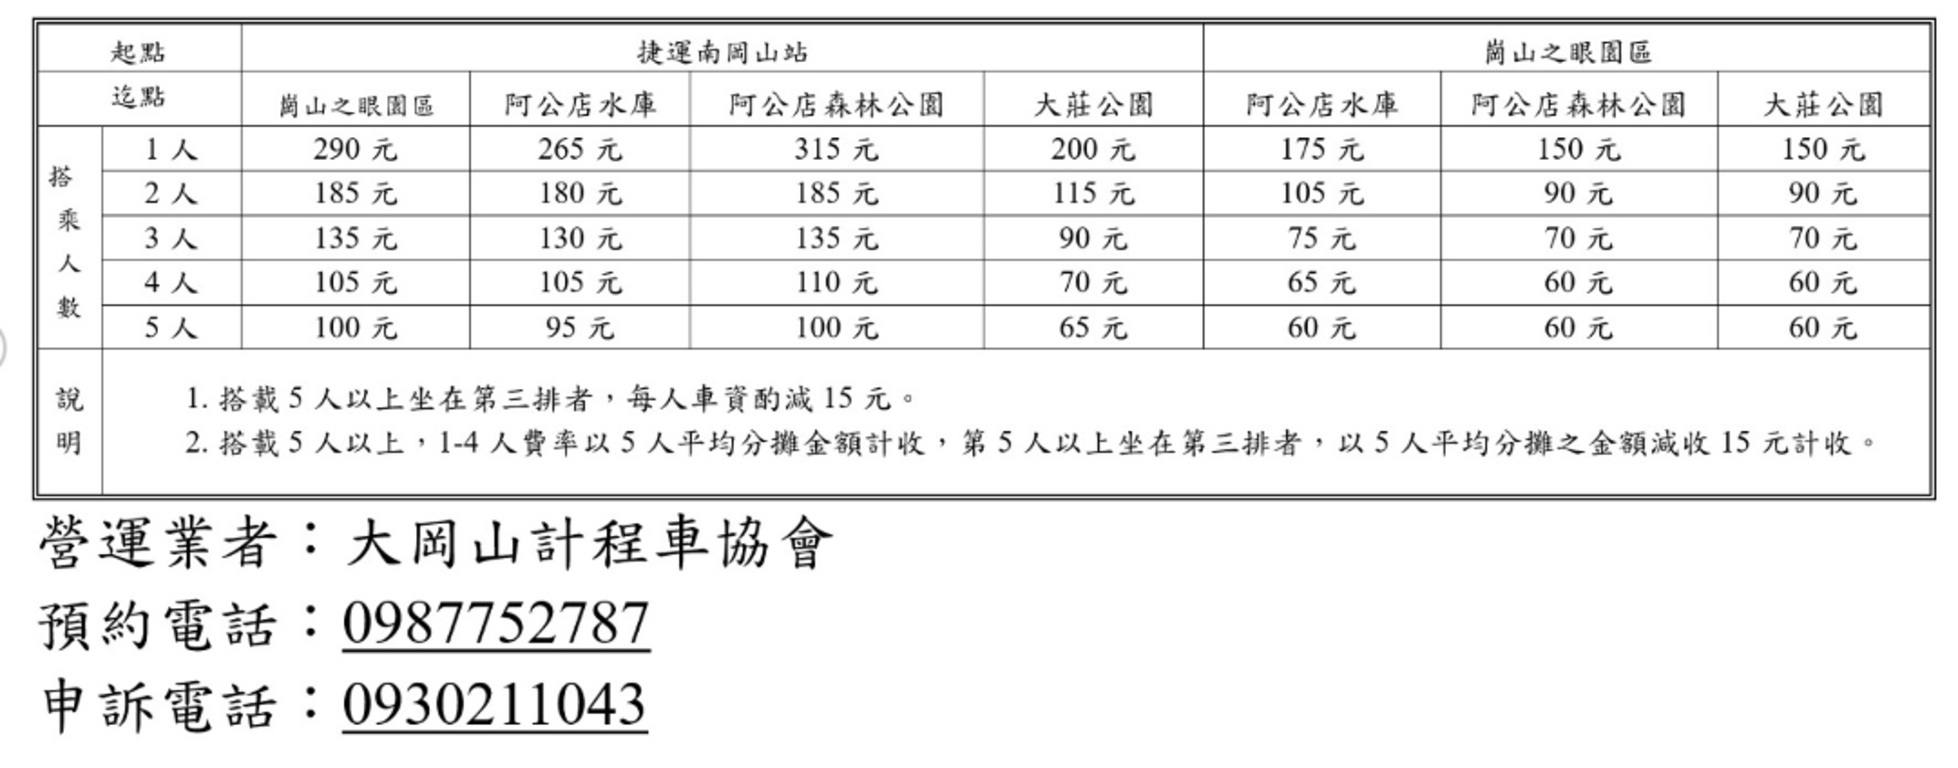 起點 捷運南岡山站 崗山之眼園區
迄點 崗山之眼園區 阿公店水庫 阿公店森林公園 大莊公園 阿公店水庫 阿公店森林公園 大莊公園
搭乘人數
1 人 290 元 265 元 315 元 200 元 175 元 150 元 150 元
2 人 185 元 180 元 185 元 115 元 105 元 90 元 90 元
3 人 135 元 130 元 135 元 90 元 75 元 70 元 70 元
4 人 105 元 105 元 110 元 70 元 65 元 60 元 60 元
5 人 100 元 95 元 100 元 65 元 60 元 60 元 60 元
說明
1. 搭載 5 人以上坐在第三排者，每人車資酌減 15 元。
2. 搭載 5 人以上，1-4 人費率以 5 人平均分攤金額計收，第 5 人以上坐在第三排者，以 5 人平均分攤之金額減收 15 元計收。
營運業者：大岡山計程車協會
預約電話：0987752787
申訴電話：0930211043